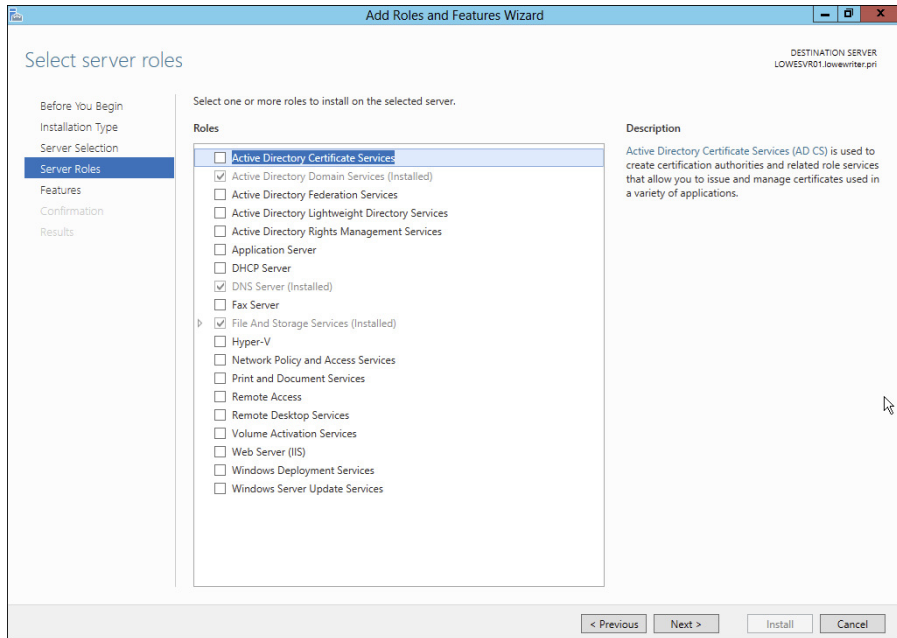 Add Roles and Features Wizard
Select server roles
DESTINATION SERVER
LOWESVR01.lowewriter.pri
Before You Begin
Installation Type
Server Selection
Server Roles
Features
Confirmation
Results
Select one or more roles to install on the selected server.
Roles
Active Directory Certificate Services
Active Directory Domain Services (Installed)
Active Directory Federation Services
Active Directory Lightweight Directory Services
Active Directory Rights Management Services
Application Server
DHCP Server
DNS Server (Installed)
Fax Server
File And Storage Services (Installed)
Hyper-V
Network Policy and Access Services
Print and Document Services
Remote Access
Remote Desktop Services
Volume Activation Services
Web Server (IIS)
Windows Deployment Services
Windows Server Update Services
Description
Active Directory Certificate Services (AD CS) is used to
create certification authorities and related role services
that allow you to issue and manage certificates used in
a variety of applications.
< Previous
Next >
Install
Cancel